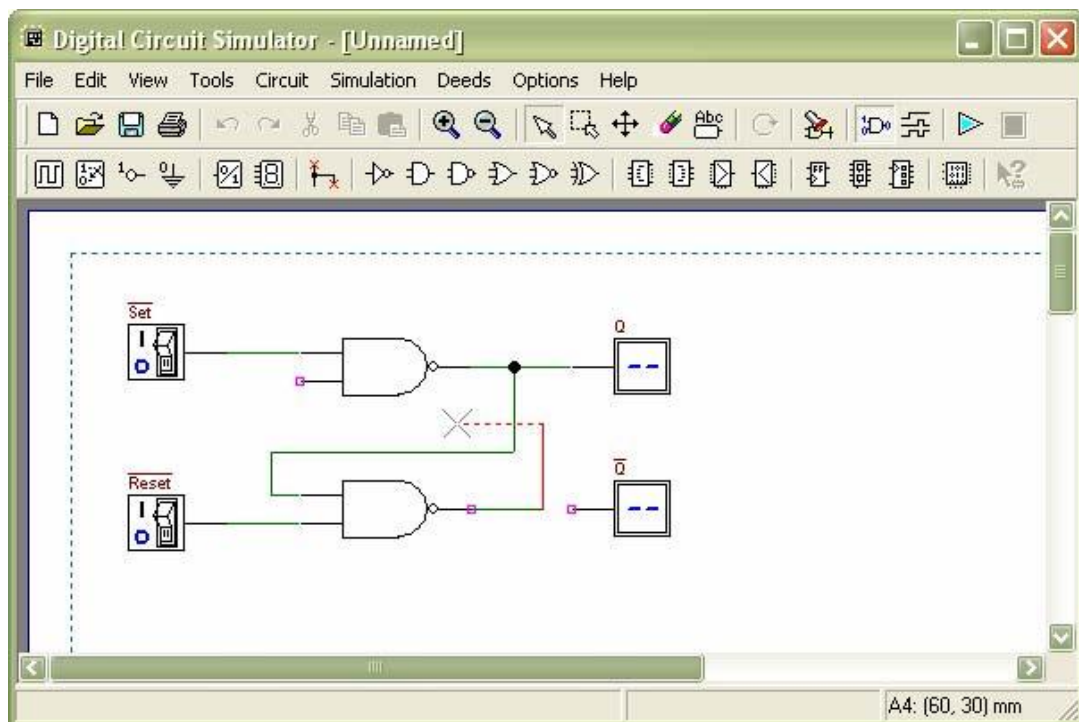 Digital Circuit Simulator - [Unnamed]
File Edit View Tools Circuit Simulation Deeds Options Help
Abc
Set
Q
Reset
Q
A4: (60, 30) mm